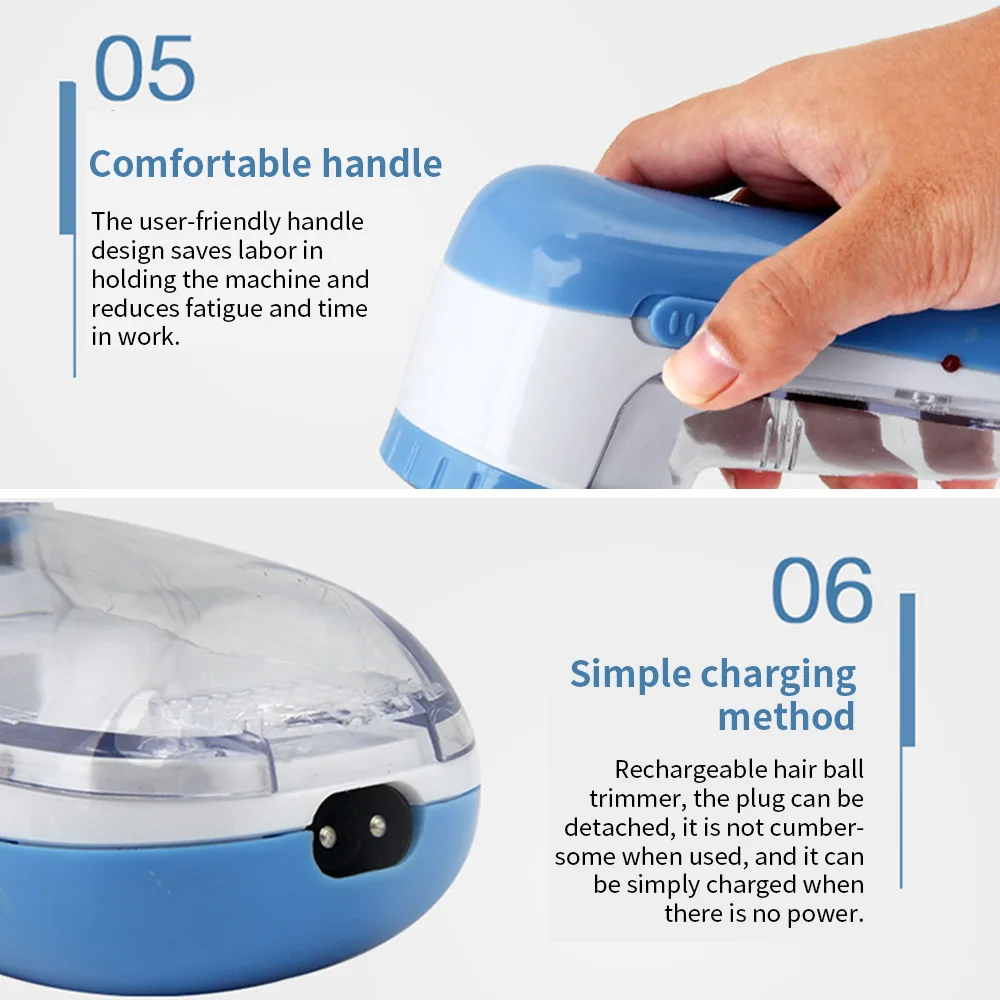 05
Comfortable handle
The user-friendly handle
design saves labor in
holding the machine and
reduces fatigue and time
in work.
06
Simple charging
method
Rechargeable hair ball
trimmer, the plug can be
detached, it is not cumber-
some when used, and it can
be simply charged when
there is no power.